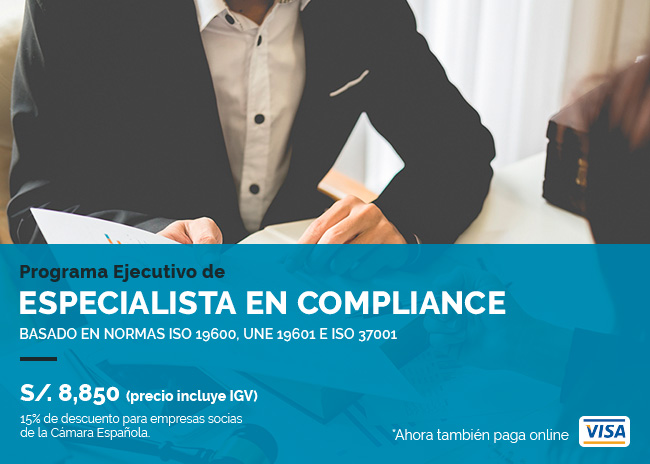 Programa Ejecutivo de
ESPECIALISTA EN COMPLIANCE
BASADO EN NORMAS ISO 19600, UNE 19601 E ISO 37001
S/. 8,850 (precio incluye IGV)
15% de descuento para empresas socias
de la Cámara Española.
*Ahora también paga online VISA